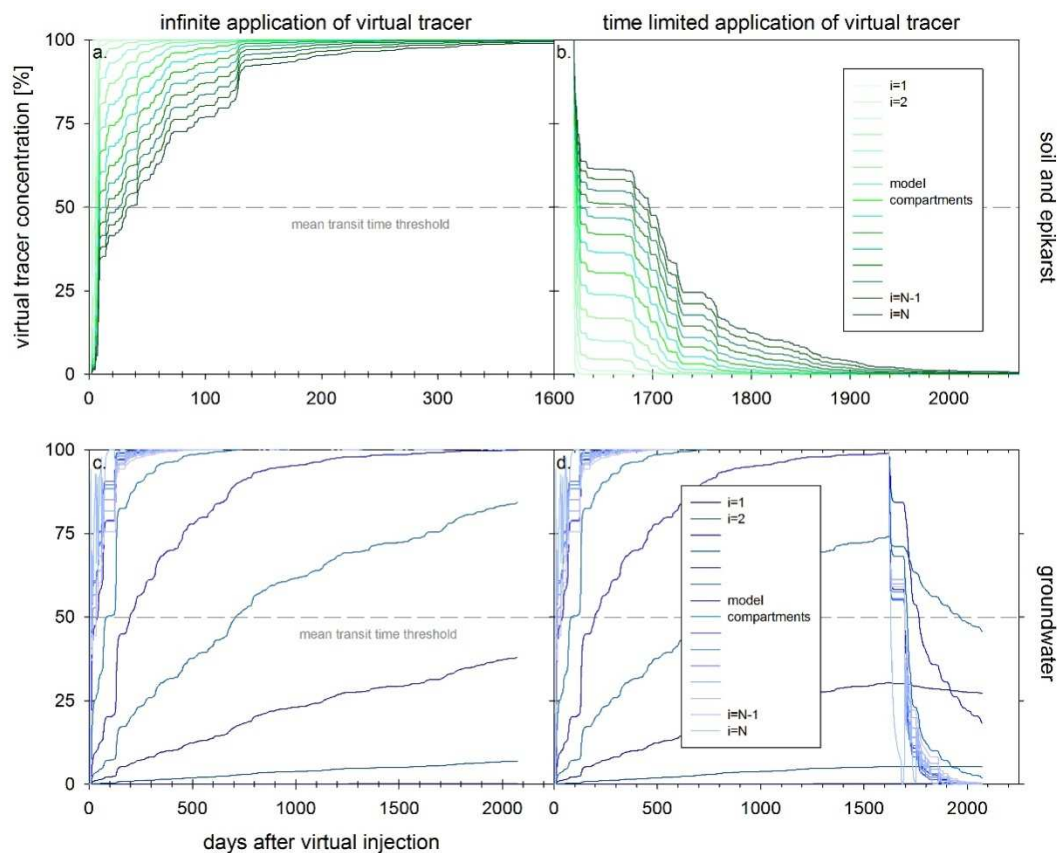 infinite application of virtual tracer
time limited application of virtual tracer
virtual tracer concentration [%]
100
75
50
25
0
a.
mean transit time threshold
0
100
200
300
1600
b.
i=1
i=2
model
compartments
i=N-1
i=N
1700
1800
1900
2000
soil and epikarst
100
75
50
25
0
c.
mean transit time threshold
0
500
1000
1500
2000
d.
i=1
i=2
model
compartments
i=N-1
i=N
0
500
1000
1500
2000
groundwater
days after virtual injection